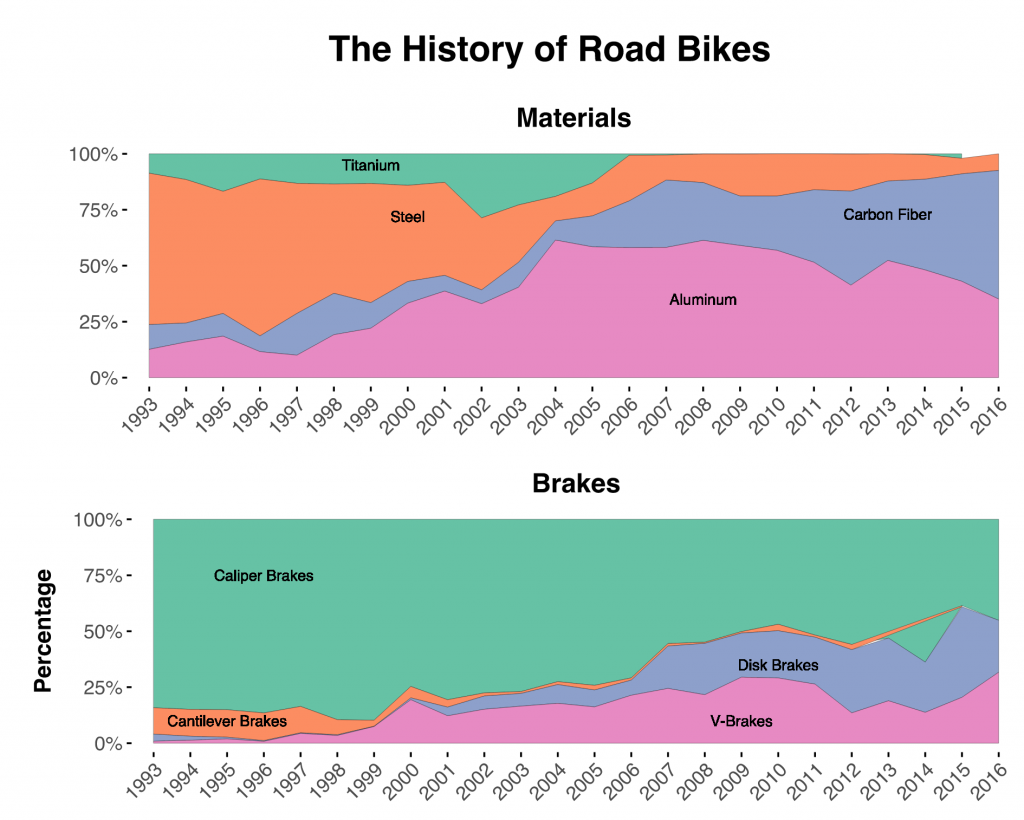 The History of Road Bikes
Materials
100%
75%
50%
25%
0%
Titanium
Steel
Carbon Fiber
Aluminum
1993 1994 1995 1996 1997 1998 1999 2000 2001 2002 2003 2004 2005 2006 2007 2008 2009 2010 2011 2012 2013 2014 2015 2016
Brakes
Percentage
100%
75%
50%
25%
0%
Caliper Brakes
Disk Brakes
Cantilever Brakes
V-Brakes
1993 1994 1995 1996 1997 1998 1999 2000 2001 2002 2003 2004 2005 2006 2007 2008 2009 2010 2011 2012 2013 2014 2015 2016